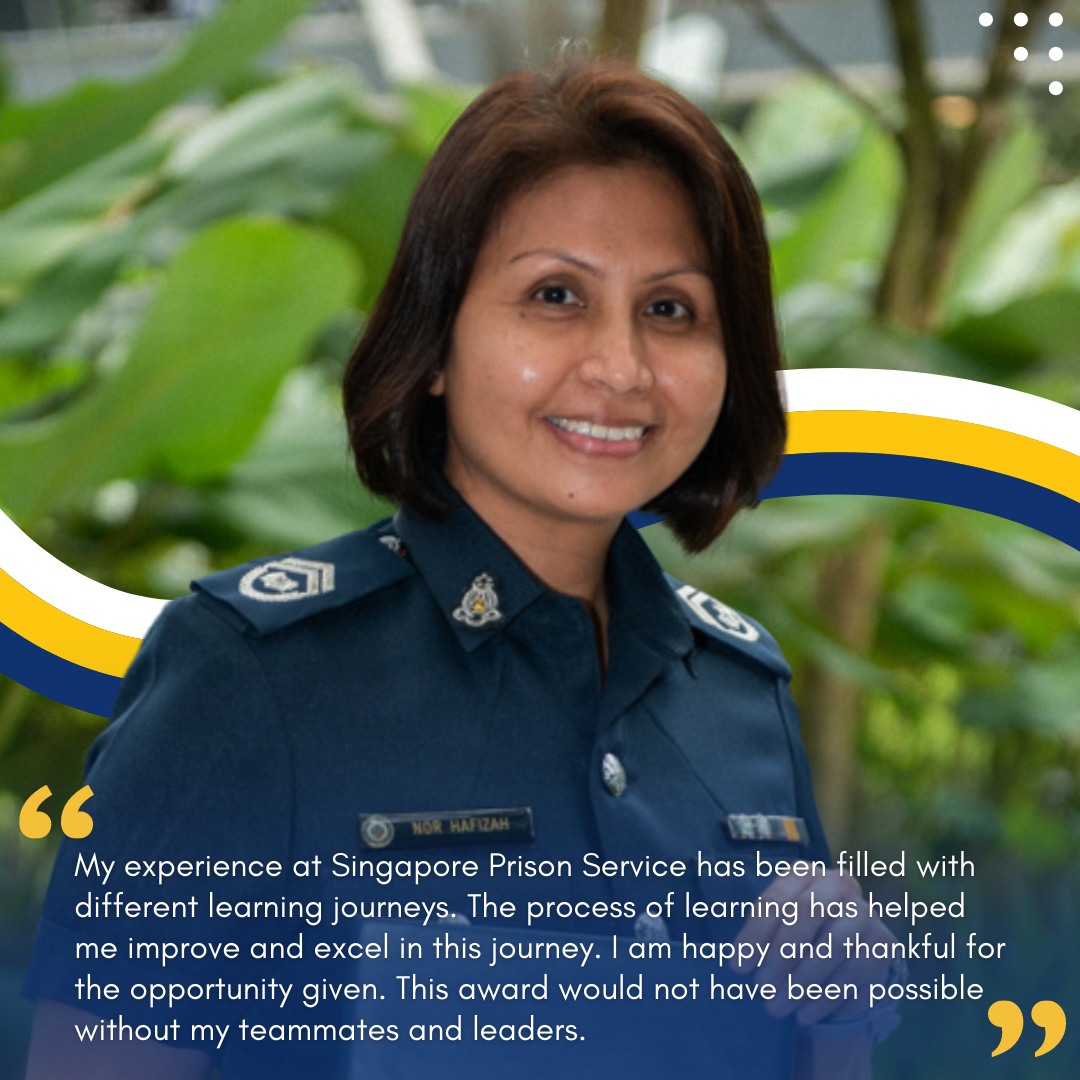 NOR HAFIZAH
“
My experience at Singapore Prison Service has been filled with
different learning journeys. The process of learning has helped
me improve and excel in this journey. I am happy and thankful for
the opportunity given. This award would not have been possible
without my teammates and leaders.
”